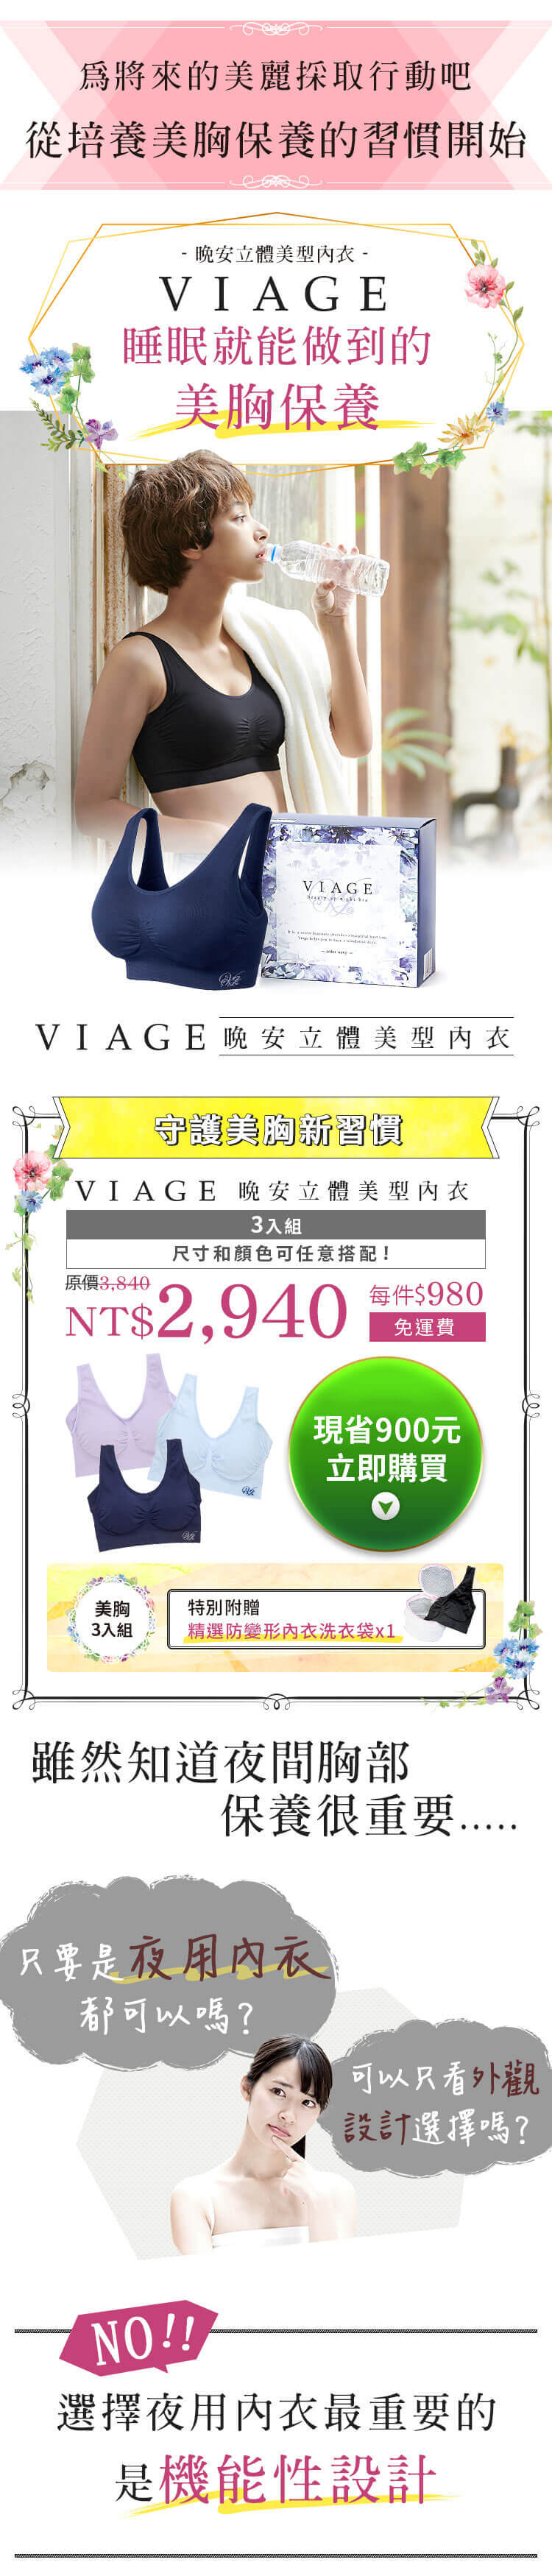 為將來的美麗採取行動吧
從培養美胸保養的習慣開始
- 晚安立體美型內衣 -
VIAGE
睡眠就能做到的
美胸保養
VIAGE
Beauty up night bra
VIAGE 晚安立體美型內衣
守護美胸新習慣
VIAGE 晚安立體美型內衣
3入組
尺寸和顏色可任意搭配!
原價3,840
NT$2,940
每件$980
免運費
現省900元
立即購買
美胸
3入組
特別附贈
精選防變形內衣洗衣袋x1
雖然知道夜間胸部
保養很重要.....
只要是夜用內衣
都可以嗎?
可以只看外觀
設計選擇嗎?
NO!!
選擇夜用內衣最重要的
是機能性設計